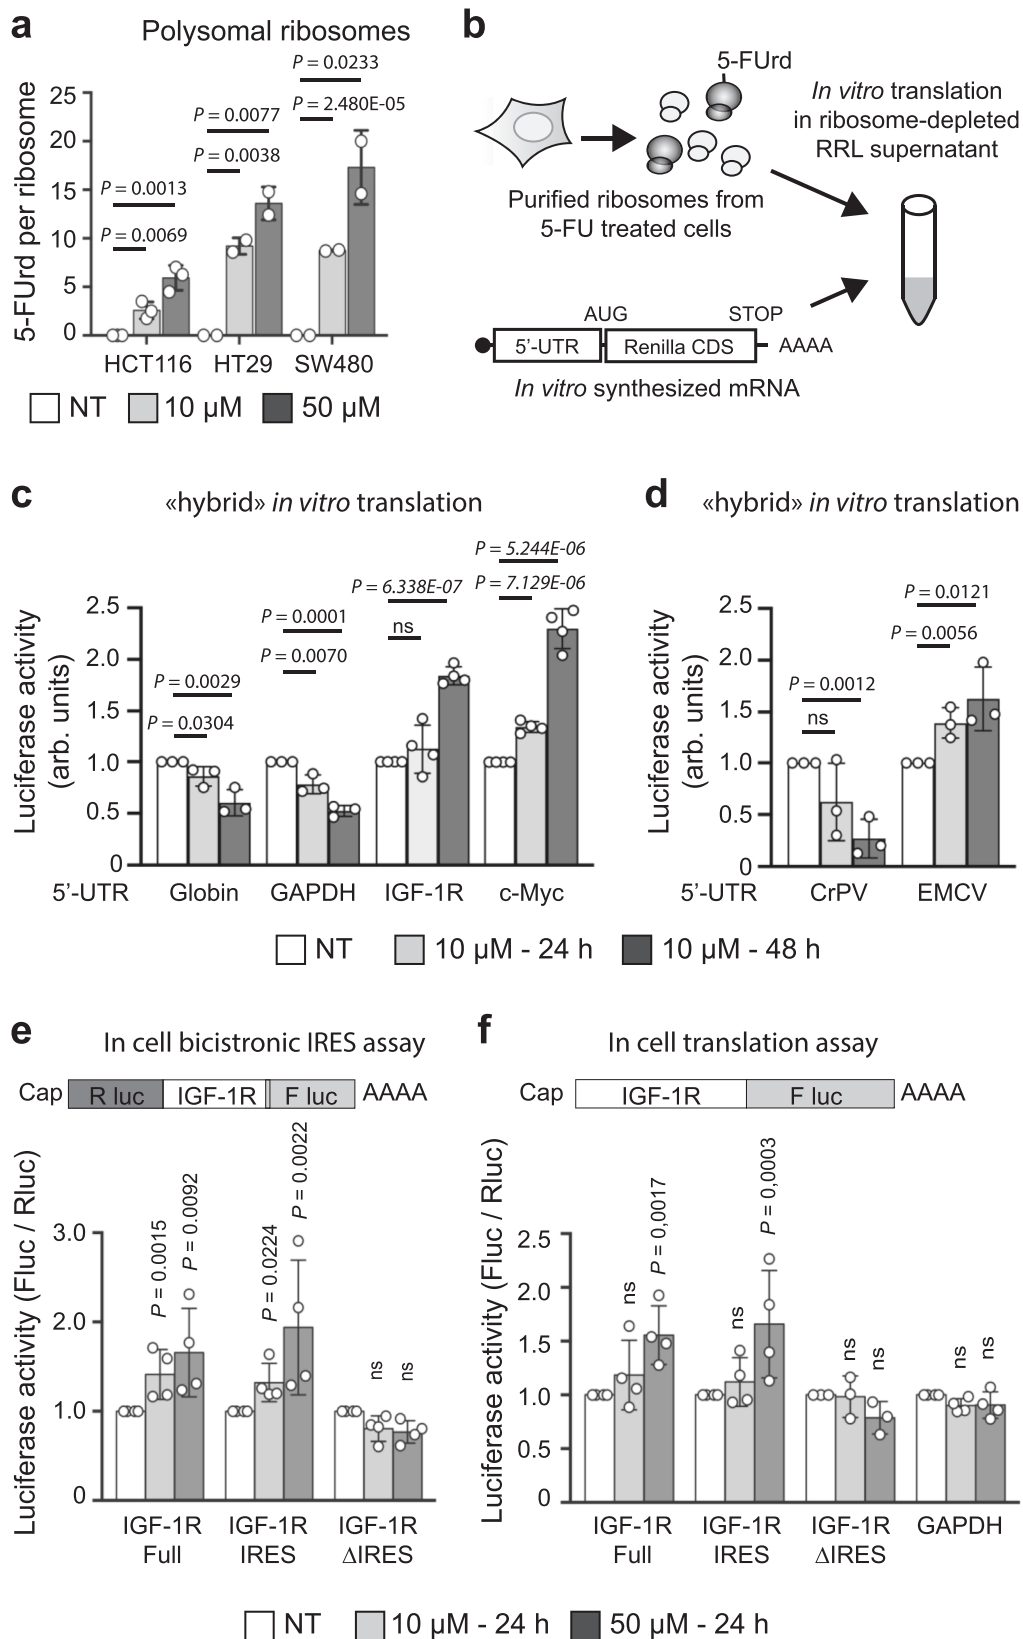 a
Polysomal ribosomes
P = 0.0233
P = 2.480E-05
P = 0.0077
P = 0.0038
P = 0.0013
P = 0.0069
5-FUrd per ribosome
25
20
15
10
5
0
HCT116 HT29 SW480
NT 10 µM 50 µM
b
5-FUrd
In vitro translation
in ribosome-depleted
RRL supernatant
Purified ribosomes from
5-FU treated cells
AUG STOP
5'-UTR Renilla CDS AAAA
In vitro synthesized mRNA
c
«hybrid» in vitro translation
P = 5.244E-06
P = 7.129E-06
P = 6.338E-07
ns
P = 0.0001
P = 0.0070
P = 0.0029
P = 0.0304
Luciferase activity
(arb. units)
2.5
2.0
1.5
1.0
0.5
0
5'-UTR Globin GAPDH IGF-1R c-Myc
d
«hybrid» in vitro translation
P = 0.0121
P = 0.0056
P = 0.0012
ns
Luciferase activity
(arb. units)
2.5
2.0
1.5
1.0
0.5
0
5'-UTR CrPV EMCV
NT 10 µM - 24 h 10 µM - 48 h
e
In cell bicistronic IRES assay
Cap R luc IGF-1R F luc AAAA
P = 0.0015
P = 0.0092
P = 0.0224
P = 0.0022
ns
ns
Luciferase activity (Fluc / Rluc)
3.0
2.0
1.0
0
IGF-1R IGF-1R IGF-1R
Full IRES ΔIRES
f
In cell translation assay
Cap IGF-1R F luc AAAA
ns
P = 0,0017
ns
P = 0,0003
ns
ns
ns
ns
Luciferase activity (Fluc / Rluc)
2.5
2.0
1.5
1.0
0.5
0
IGF-1R IGF-1R IGF-1R GAPDH
Full IRES ΔIRES
NT 10 µM - 24 h 50 µM - 24 h